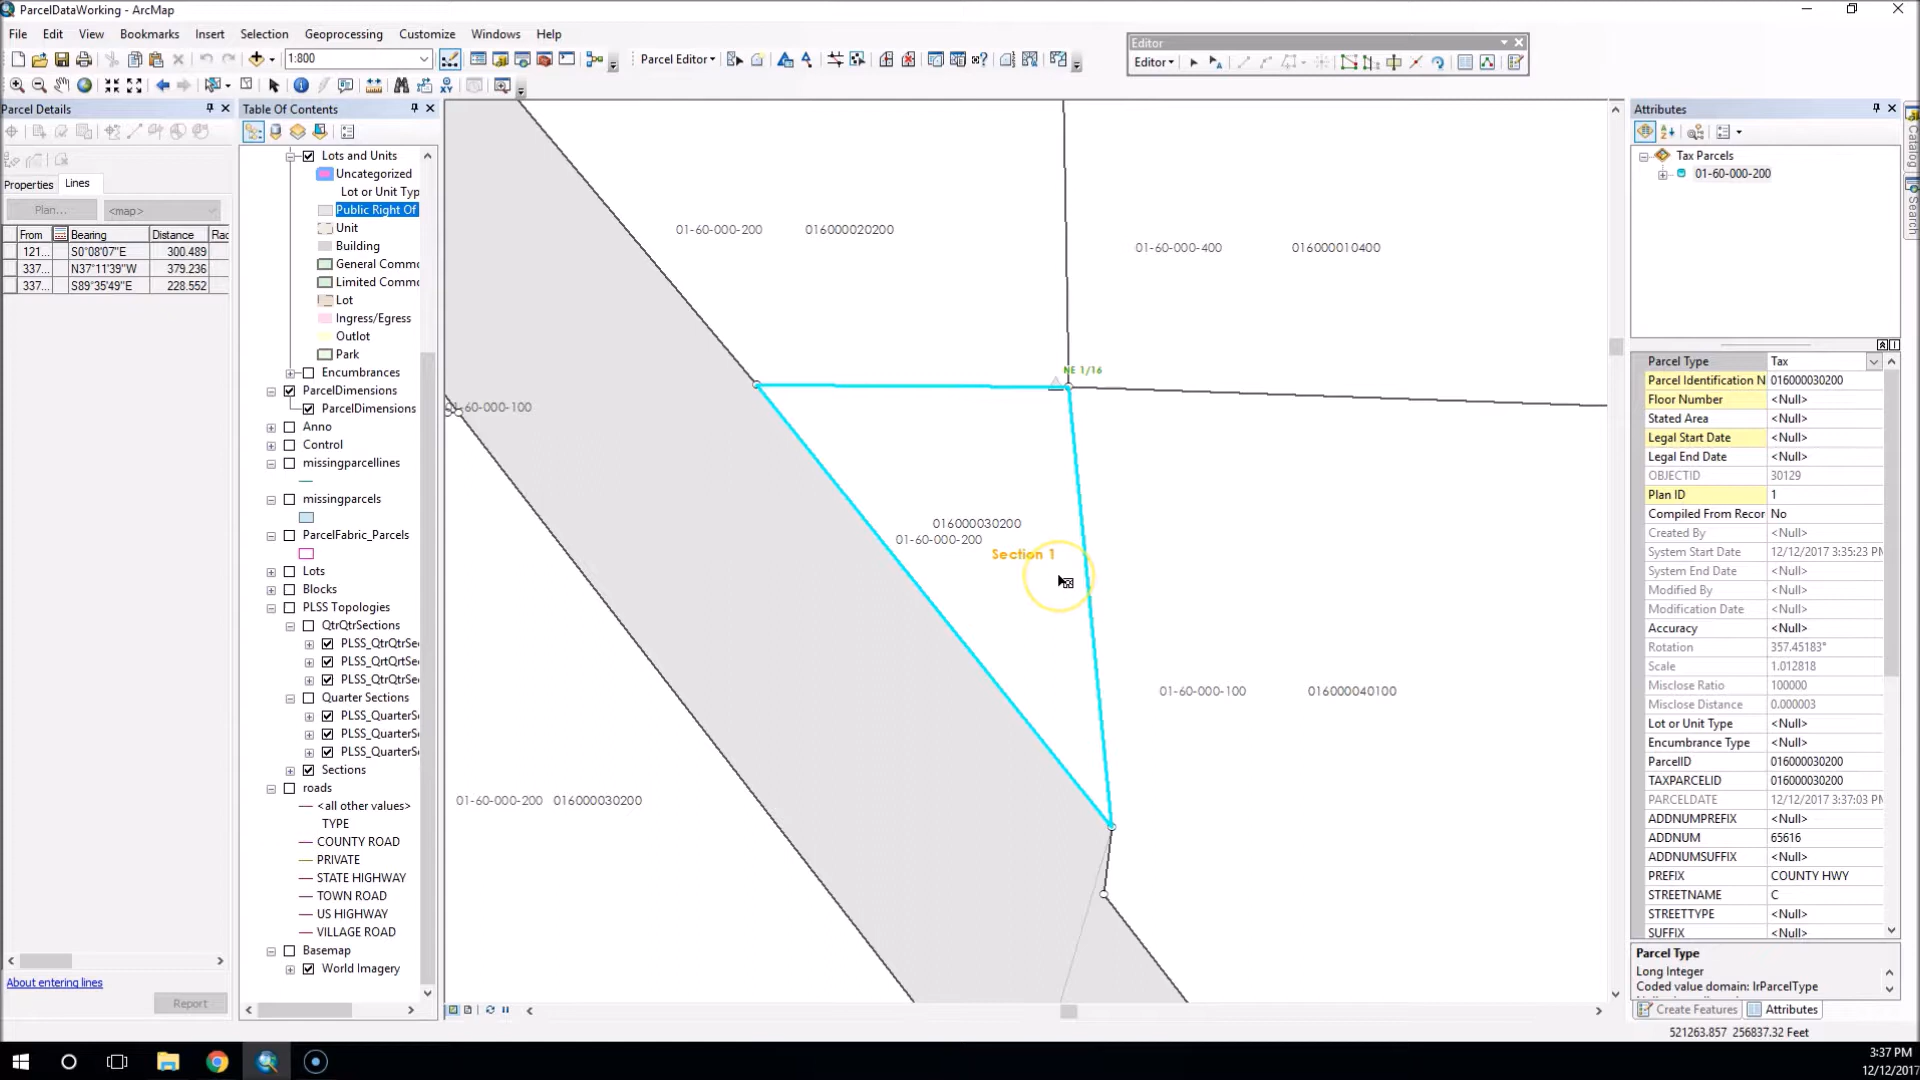 ParcelDataWorking - ArcMap
File Edit View Bookmarks Insert Selection Geoprocessing Customize Windows Help
Editor
1:800
Parcel Editor
Editor
Parcel Details
Table Of Contents
Attributes
Properties Lines
Plan... <map>
From Bearing Distance Rac
121... S0°08'07"E 300.489
337... N37°11'39"W 379.236
337... S89°35'49"E 228.552
About entering lines
Report
Lots and Units
Uncategorized
Lot or Unit Typ
Public Right Of
Unit
Building
General Commo
Limited Commo
Lot
Ingress/Egress
Outlot
Park
Encumbrances
ParcelDimensions
ParcelDimensions
Anno
Control
missingparcellines
missingparcels
ParcelFabric_Parcels
Lots
Blocks
PLSS Topologies
QtrQtrSections
PLSS_QtrQtrSe
PLSS_QtrQrtSe
PLSS_QtrQtrSe
Quarter Sections
PLSS_QuarterSe
PLSS_QuarterSe
PLSS_QuarterSe
Sections
roads
<all other values>
TYPE
COUNTY ROAD
PRIVATE
STATE HIGHWAY
TOWN ROAD
US HIGHWAY
VILLAGE ROAD
Basemap
World Imagery
01-60-000-200 016000020200
01-60-000-400 016000010400
NE 1/16
01-60-000-100
016000030200
01-60-000-200
Section 1
01-60-000-100 016000040100
01-60-000-200 016000030200
Tax Parcels
01-60-000-200
Parcel Type Tax
Parcel Identification N 016000030200
Floor Number <Null>
Stated Area <Null>
Legal Start Date <Null>
Legal End Date <Null>
OBJECTID 30129
Plan ID 1
Compiled From Recor No
Created By <Null>
System Start Date 12/12/2017 3:35:23 PM
System End Date <Null>
Modified By <Null>
Modification Date <Null>
Accuracy <Null>
Rotation 357.45183°
Scale 1.012818
Misclose Ratio 100000
Misclose Distance 0.000003
Lot or Unit Type <Null>
Encumbrance Type <Null>
ParcelID 016000030200
TAXPARCELID 016000030200
PARCELDATE 12/12/2017 3:37:03 PM
ADDNUMPREFIX <Null>
ADDNUM 65616
ADDNUMSUFFIX <Null>
PREFIX COUNTY HWY
STREETNAME C
STREETTYPE <Null>
SUFFIX <Null>
Parcel Type
Long Integer
Coded value domain: lrParcelType
Create Features Attributes
521263.857 256837.32 Feet
Catalog
Search
3:37 PM
12/12/2017